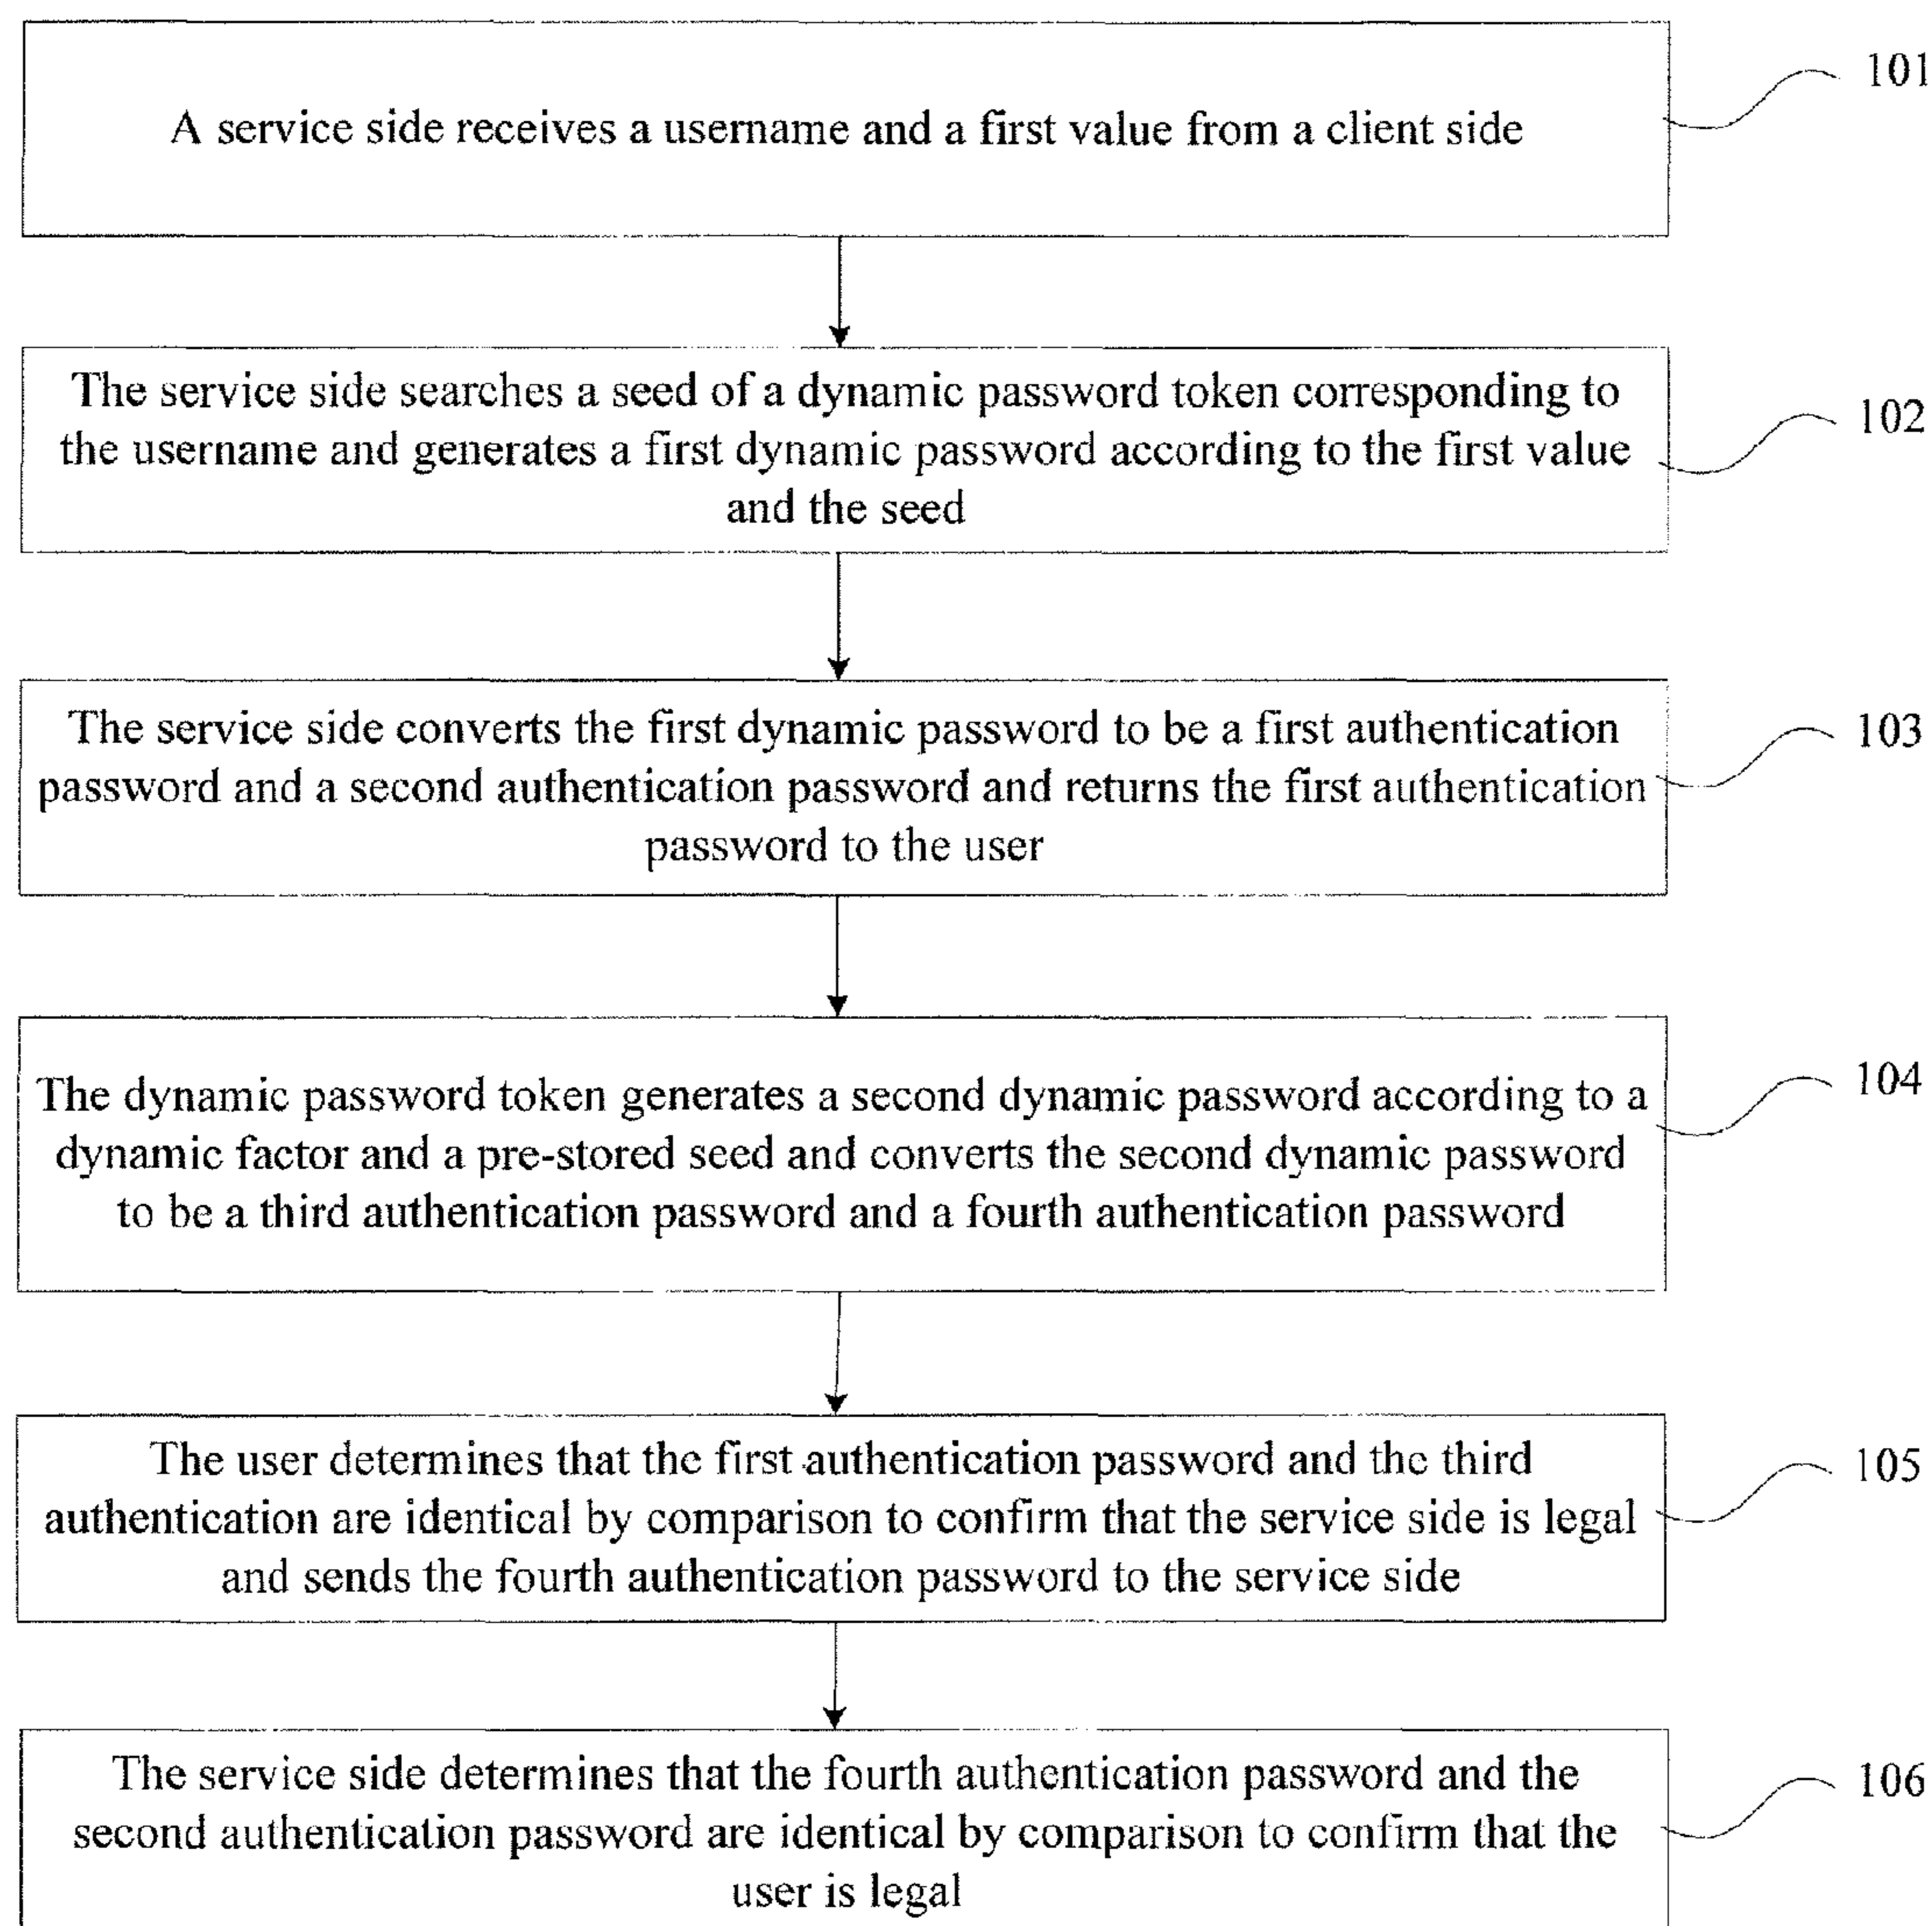 A service side receives a username and a first value from a client side
101
The service side searches a seed of a dynamic password token corresponding to
the username and generates a first dynamic password according to the first value
and the seed
102
The service side converts the first dynamic password to be a first authentication
password and a second authentication password and returns the first authentication
password to the user
103
The dynamic password token generates a second dynamic password according to a
dynamic factor and a pre-stored seed and converts the second dynamic password
to be a third authentication password and a fourth authentication password
104
The user determines that the first authentication password and the third
authentication are identical by comparison to confirm that the service side is legal
and sends the fourth authentication password to the service side
105
The service side determines that the fourth authentication password and the
second authentication password are identical by comparison to confirm that the
user is legal
106